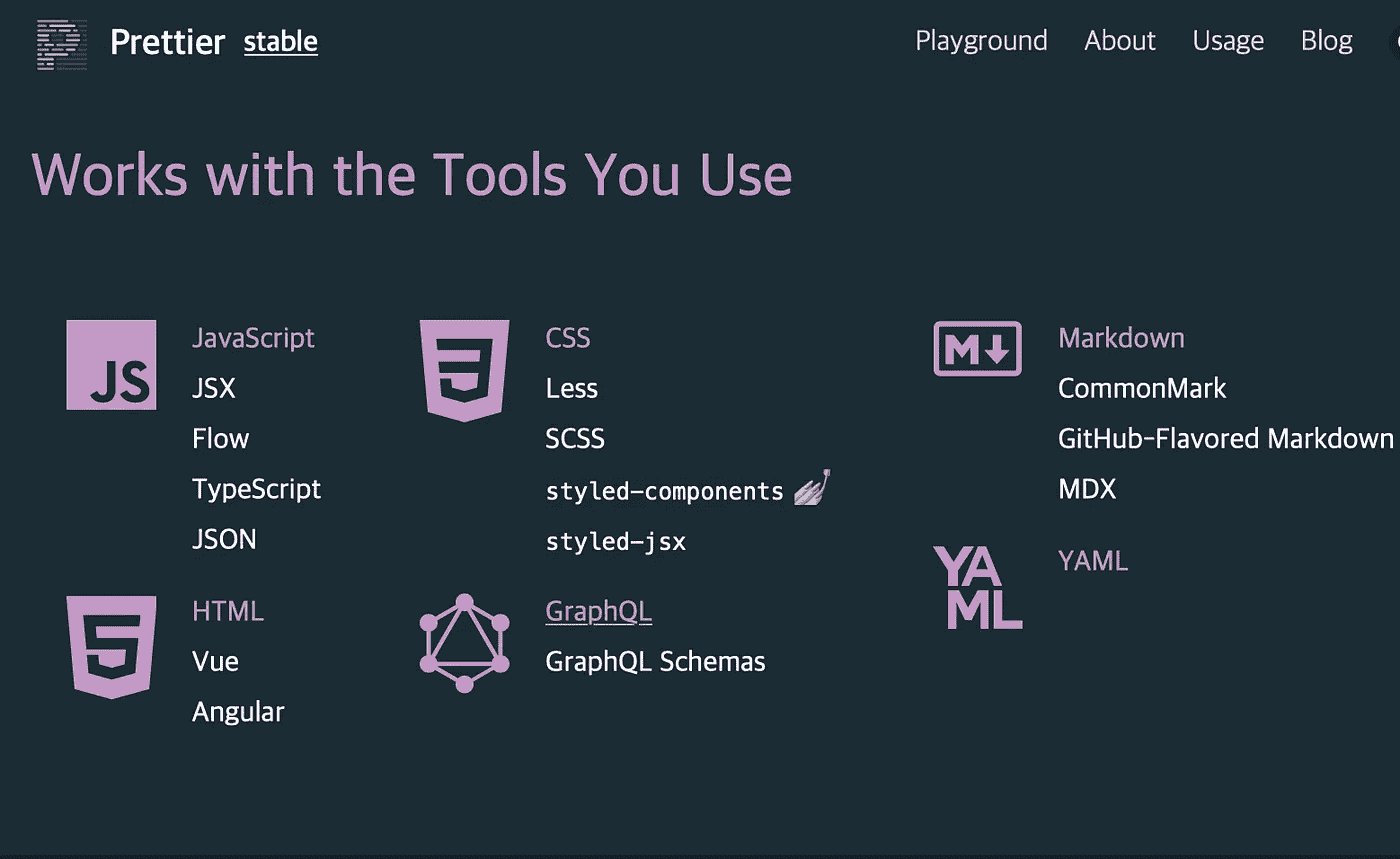 Prettier stable
Playground About Usage Blog
Works with the Tools You Use
JS
JavaScript
JSX
Flow
TypeScript
JSON
CSS
Less
SCSS
styled-components 💅
styled-jsx
M
Markdown
CommonMark
GitHub-Flavored Markdown
MDX
HTML
Vue
Angular
GraphQL
GraphQL Schemas
YA
ML
YAML